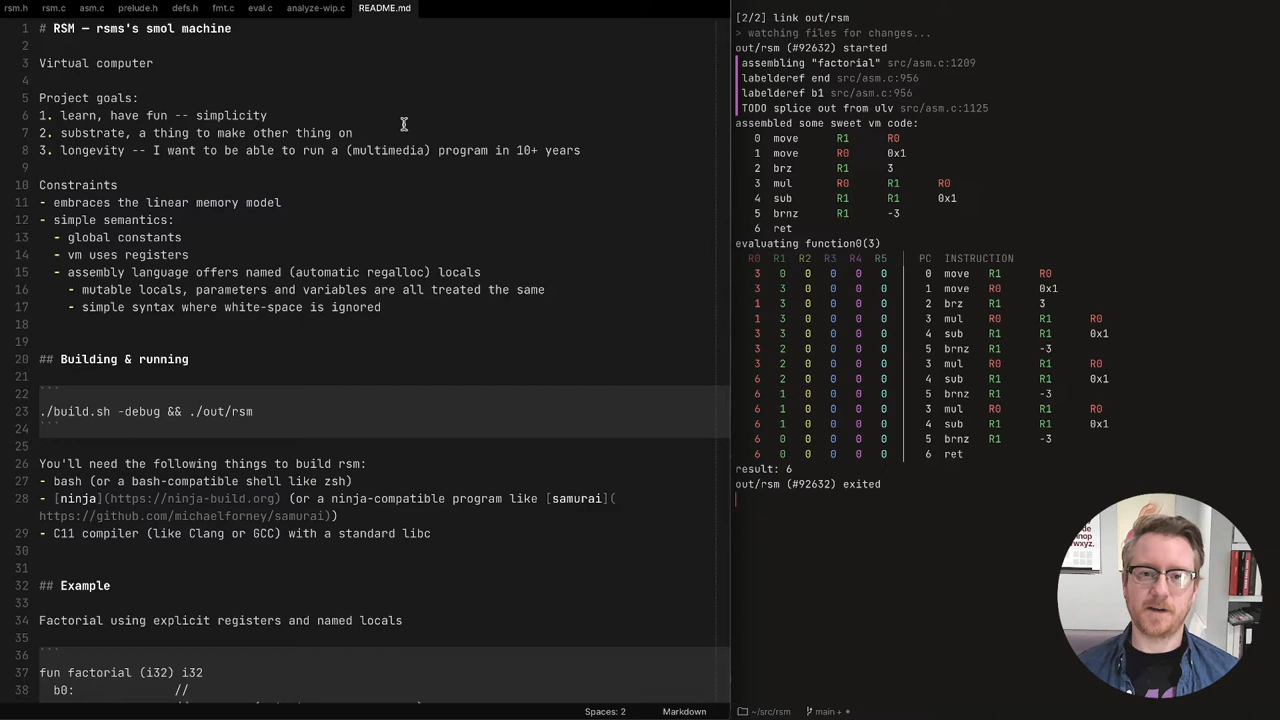 rsm.h rsm.c asm.c prelude.h defs.h fmt.c eval.c analyze-wip.c README.md
1 # RSM — rsms's smol machine
2
3 Virtual computer
4
5 Project goals:
6 1. learn, have fun -- simplicity
7 2. substrate, a thing to make other thing on
8 3. longevity -- I want to be able to run a (multimedia) program in 10+ years
9
10 Constraints
11 - embraces the linear memory model
12 - simple semantics:
13 - global constants
14 - vm uses registers
15 - assembly language offers named (automatic regalloc) locals
16 - mutable locals, parameters and variables are all treated the same
17 - simple syntax where white-space is ignored
18
19
20 ## Building & running
21
22 ```
23 ./build.sh -debug && ./out/rsm
24 ```
25
26 You'll need the following things to build rsm:
27 - bash (or a bash-compatible shell like zsh)
28 - [ninja](https://ninja-build.org) (or a ninja-compatible program like [samurai](
https://github.com/michaelforney/samurai))
29 - C11 compiler (like Clang or GCC) with a standard libc
30
31
32 ## Example
33
34 Factorial using explicit registers and named locals
35
36 ```
37 fun factorial (i32) i32
38 b0: //
Spaces: 2 Markdown
[2/2] link out/rsm
> watching files for changes...
out/rsm (#92632) started
assembling "factorial" src/asm.c:1209
labelderef end src/asm.c:956
labelderef b1 src/asm.c:956
TODO splice out from ulv src/asm.c:1125
assembled some sweet vm code:
0 move R1 R0
1 move R0 0x1
2 brz R1 3
3 mul R0 R1 R0
4 sub R1 R1 0x1
5 brnz R1 -3
6 ret
evaluating function0(3)
R0 R1 R2 R3 R4 R5 PC INSTRUCTION
3 0 0 0 0 0 0 move R1 R0
3 3 0 0 0 0 1 move R0 0x1
1 3 0 0 0 0 2 brz R1 3
1 3 0 0 0 0 3 mul R0 R1 R0
3 3 0 0 0 0 4 sub R1 R1 0x1
3 2 0 0 0 0 5 brnz R1 -3
3 2 0 0 0 0 3 mul R0 R1 R0
6 2 0 0 0 0 4 sub R1 R1 0x1
6 1 0 0 0 0 5 brnz R1 -3
6 1 0 0 0 0 3 mul R0 R1 R0
6 1 0 0 0 0 4 sub R1 R1 0x1
6 0 0 0 0 0 5 brnz R1 -3
6 0 0 0 0 0 6 ret
result: 6
out/rsm (#92632) exited
~/src/rsm main +